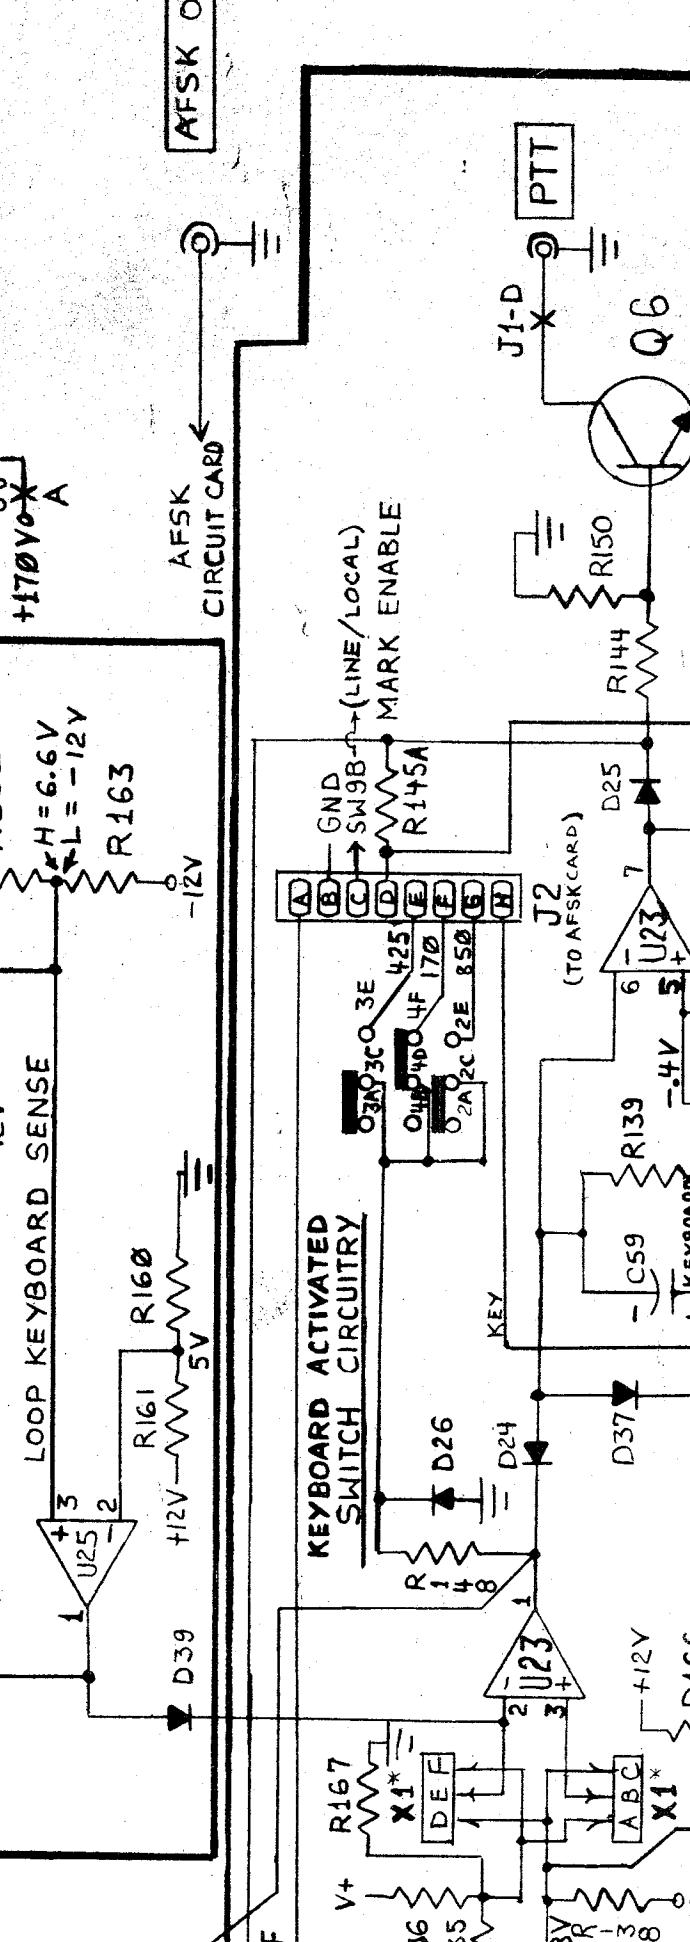 AFSK O
PTT
J1-D
Q6
+170V
A
AFSK
CIRCUIT CARD
R150
R144
SW9B (LINE/LOCAL)
MARK ENABLE
GND
R145A
D25
H=6.6V
L=-12V
R163
-12V
A
B
C
D
E
F
G
H
J2
(TO AFSK CARD)
7
U23
6 -
5 +
-.4V
425
170
850
3E
3C
3A
4F
4D
4B
2E
2C
2A
LOOP KEYBOARD SENSE
R139
C59
-
KEYBOARD
R160
5V
R161
+12V
KEYBOARD ACTIVATED
SWITCH CIRCUITRY
KEY
D26
D24
D37
R148
3
2
+
-
U25
1
D39
1
U23
2 -
3 +
+12V
R167
X1*
D E F
A B C
X1*
V+